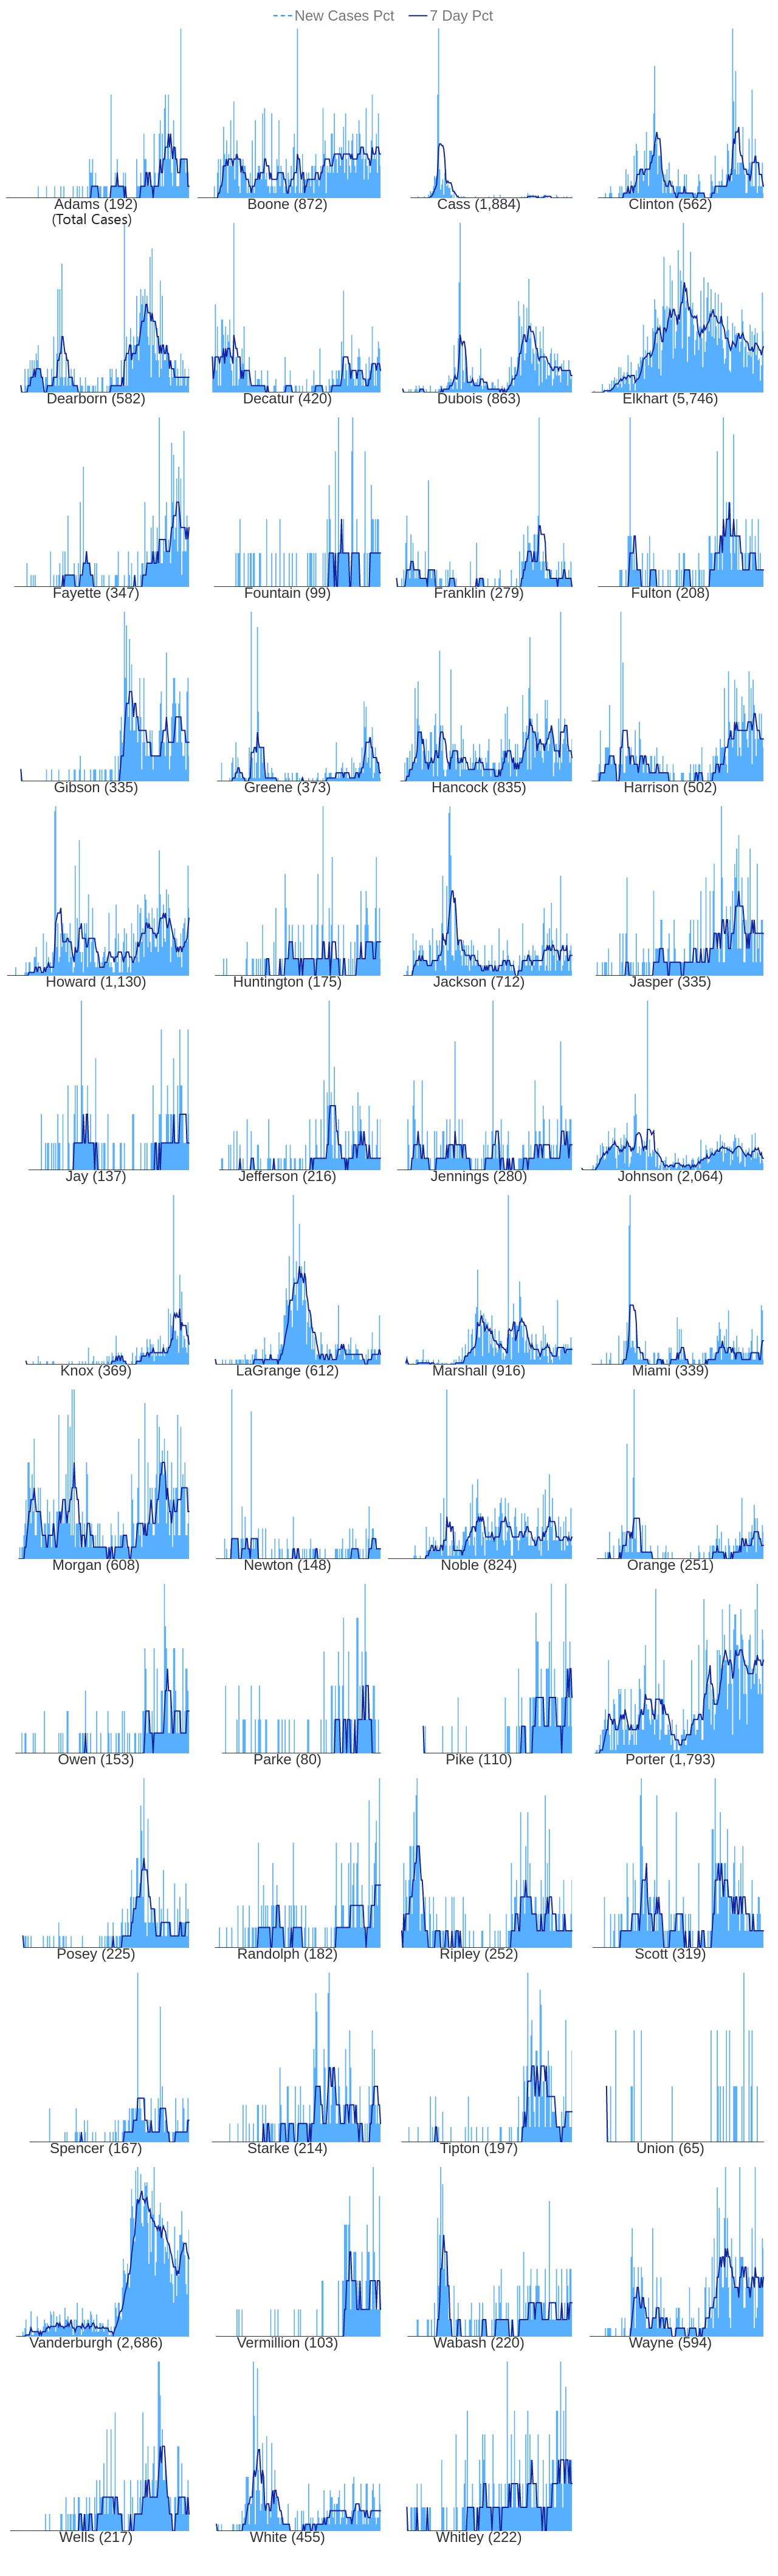 New Cases Pct 7 Day Pct
Adams (192) Boone (872) Cass (1,884) Clinton (562)
(Total Cases)
Dearborn (582) Decatur (420) Dubois (863) Elkhart (5,746)
Fayette (347) Fountain (99) Franklin (279) Fulton (208)
Gibson (335) Greene (373) Hancock (835) Harrison (502)
Howard (1,130) Huntington (175) Jackson (712) Jasper (335)
Jay (137) Jefferson (216) Jennings (280) Johnson (2,064)
Knox (369) LaGrange (612) Marshall (916) Miami (339)
Morgan (608) Newton (148) Noble (824) Orange (251)
Owen (153) Parke (80) Pike (110) Porter (1,793)
Posey (225) Randolph (182) Ripley (252) Scott (319)
Spencer (167) Starke (214) Tipton (197) Union (65)
Vanderburgh (2,686) Vermillion (103) Wabash (220) Wayne (594)
Wells (217) White (455) Whitley (222)